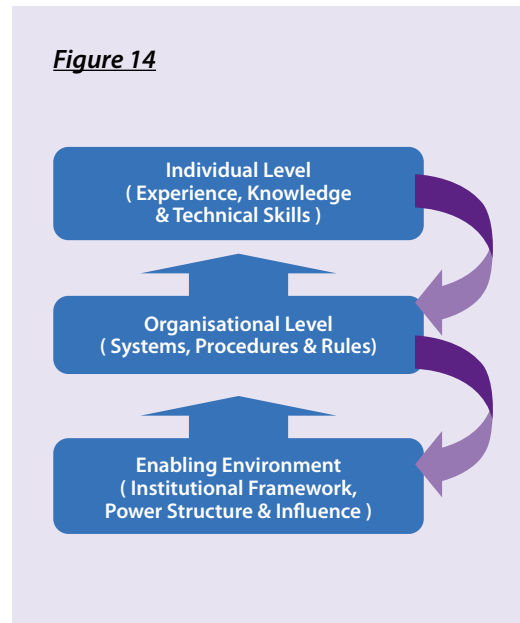 Figure 14
Individual Level
( Experience, Knowledge
& Technical Skills )
Organisational Level
( Systems, Procedures & Rules)
Enabling Environment
( Institutional Framework,
Power Structure & Influence )